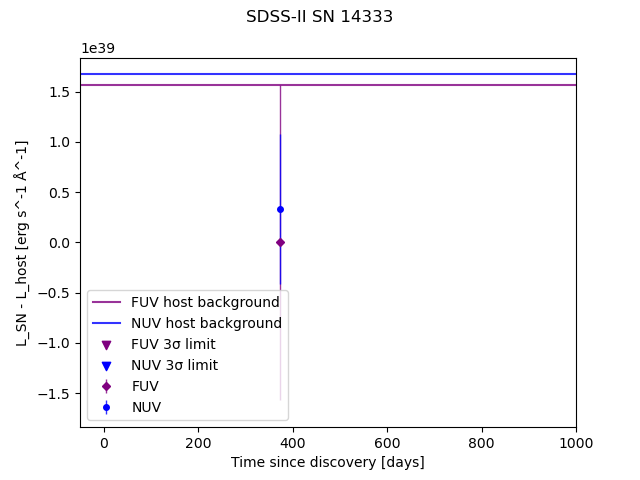 SDSS-II SN 14333
1e39
1.5
1.0
0.5
0.0
−0.5
−1.0
−1.5
L_SN - L_host [erg s^-1 Å^-1]
FUV host background
NUV host background
FUV 3σ limit
NUV 3σ limit
FUV
NUV
0 200 400 600 800 1000
Time since discovery [days]